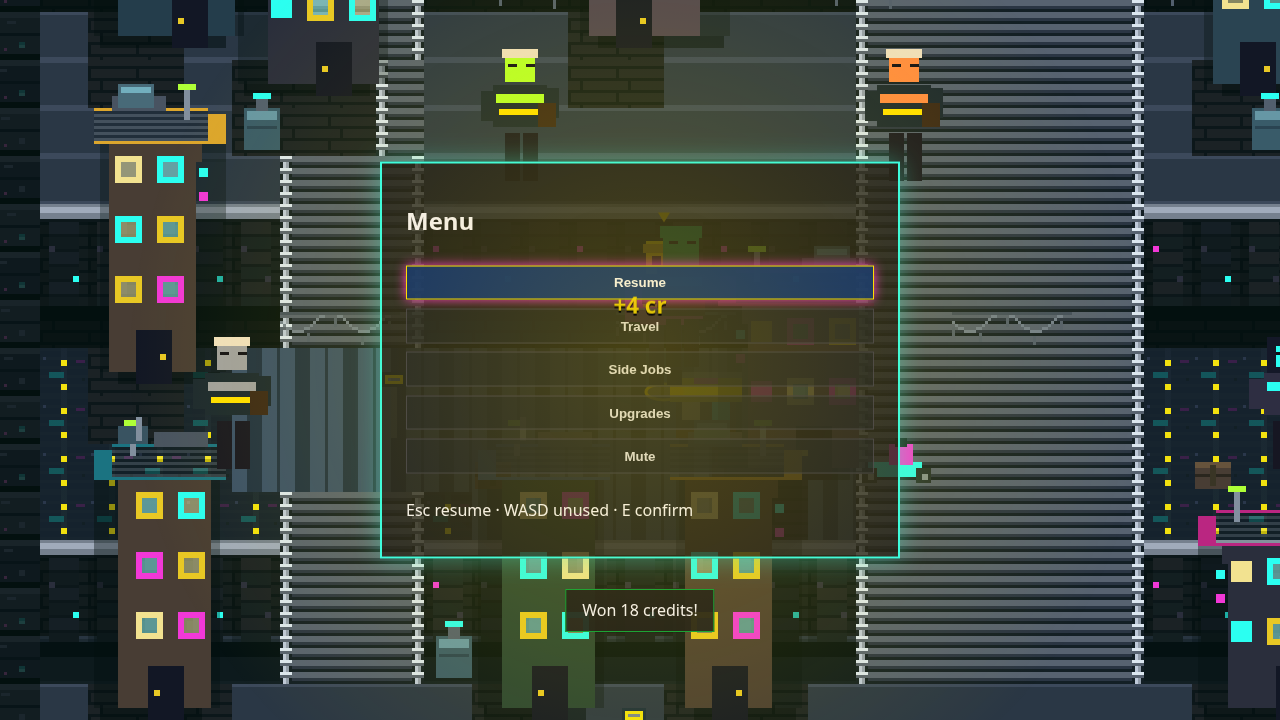 Menu
Resume
+4 cr
Travel
Side Jobs
Upgrades
Mute
Esc resume · WASD unused · E confirm
Won 18 credits!